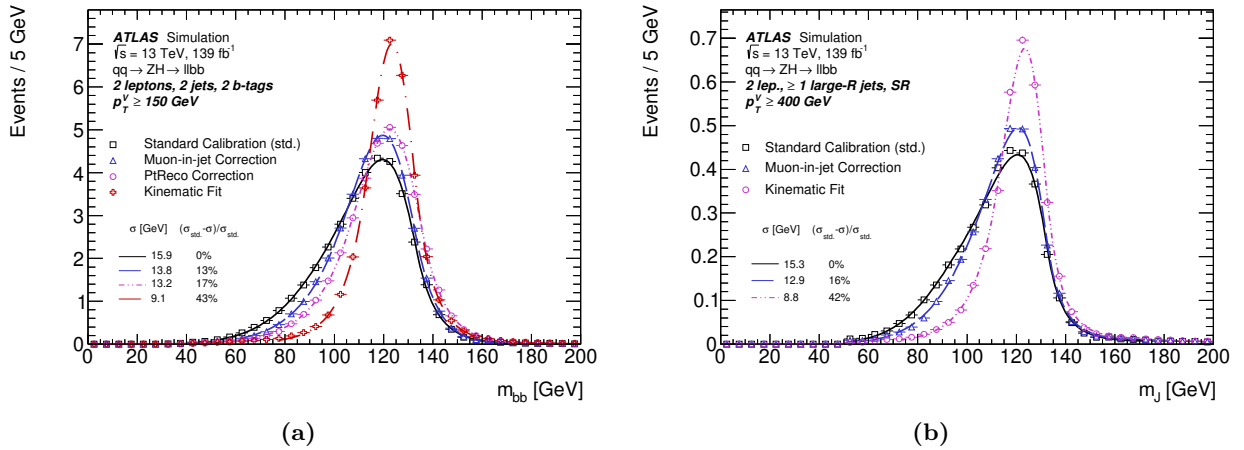 Events / 5 GeV
ATLAS Simulation
√s = 13 TeV, 139 fb⁻¹
qq → ZH → llbb
2 leptons, 2 jets, 2 b-tags
p_T^V ≥ 150 GeV
Standard Calibration (std.)
Muon-in-jet Correction
PtReco Correction
Kinematic Fit
σ [GeV] (σ_std.-σ)/σ_std.
15.9 0%
13.8 13%
13.2 17%
9.1 43%
7
6
5
4
3
2
1
0
0 20 40 60 80 100 120 140 160 180 200
m_bb [GeV]
(a)
Events / 5 GeV
ATLAS Simulation
√s = 13 TeV, 139 fb⁻¹
qq → ZH → llbb
2 lep., ≥ 1 large-R jets, SR
p_T^V ≥ 400 GeV
Standard Calibration (std.)
Muon-in-jet Correction
Kinematic Fit
σ [GeV] (σ_std.-σ)/σ_std.
15.3 0%
12.9 16%
8.8 42%
0.7
0.6
0.5
0.4
0.3
0.2
0.1
0
0 20 40 60 80 100 120 140 160 180 200
m_J [GeV]
(b)